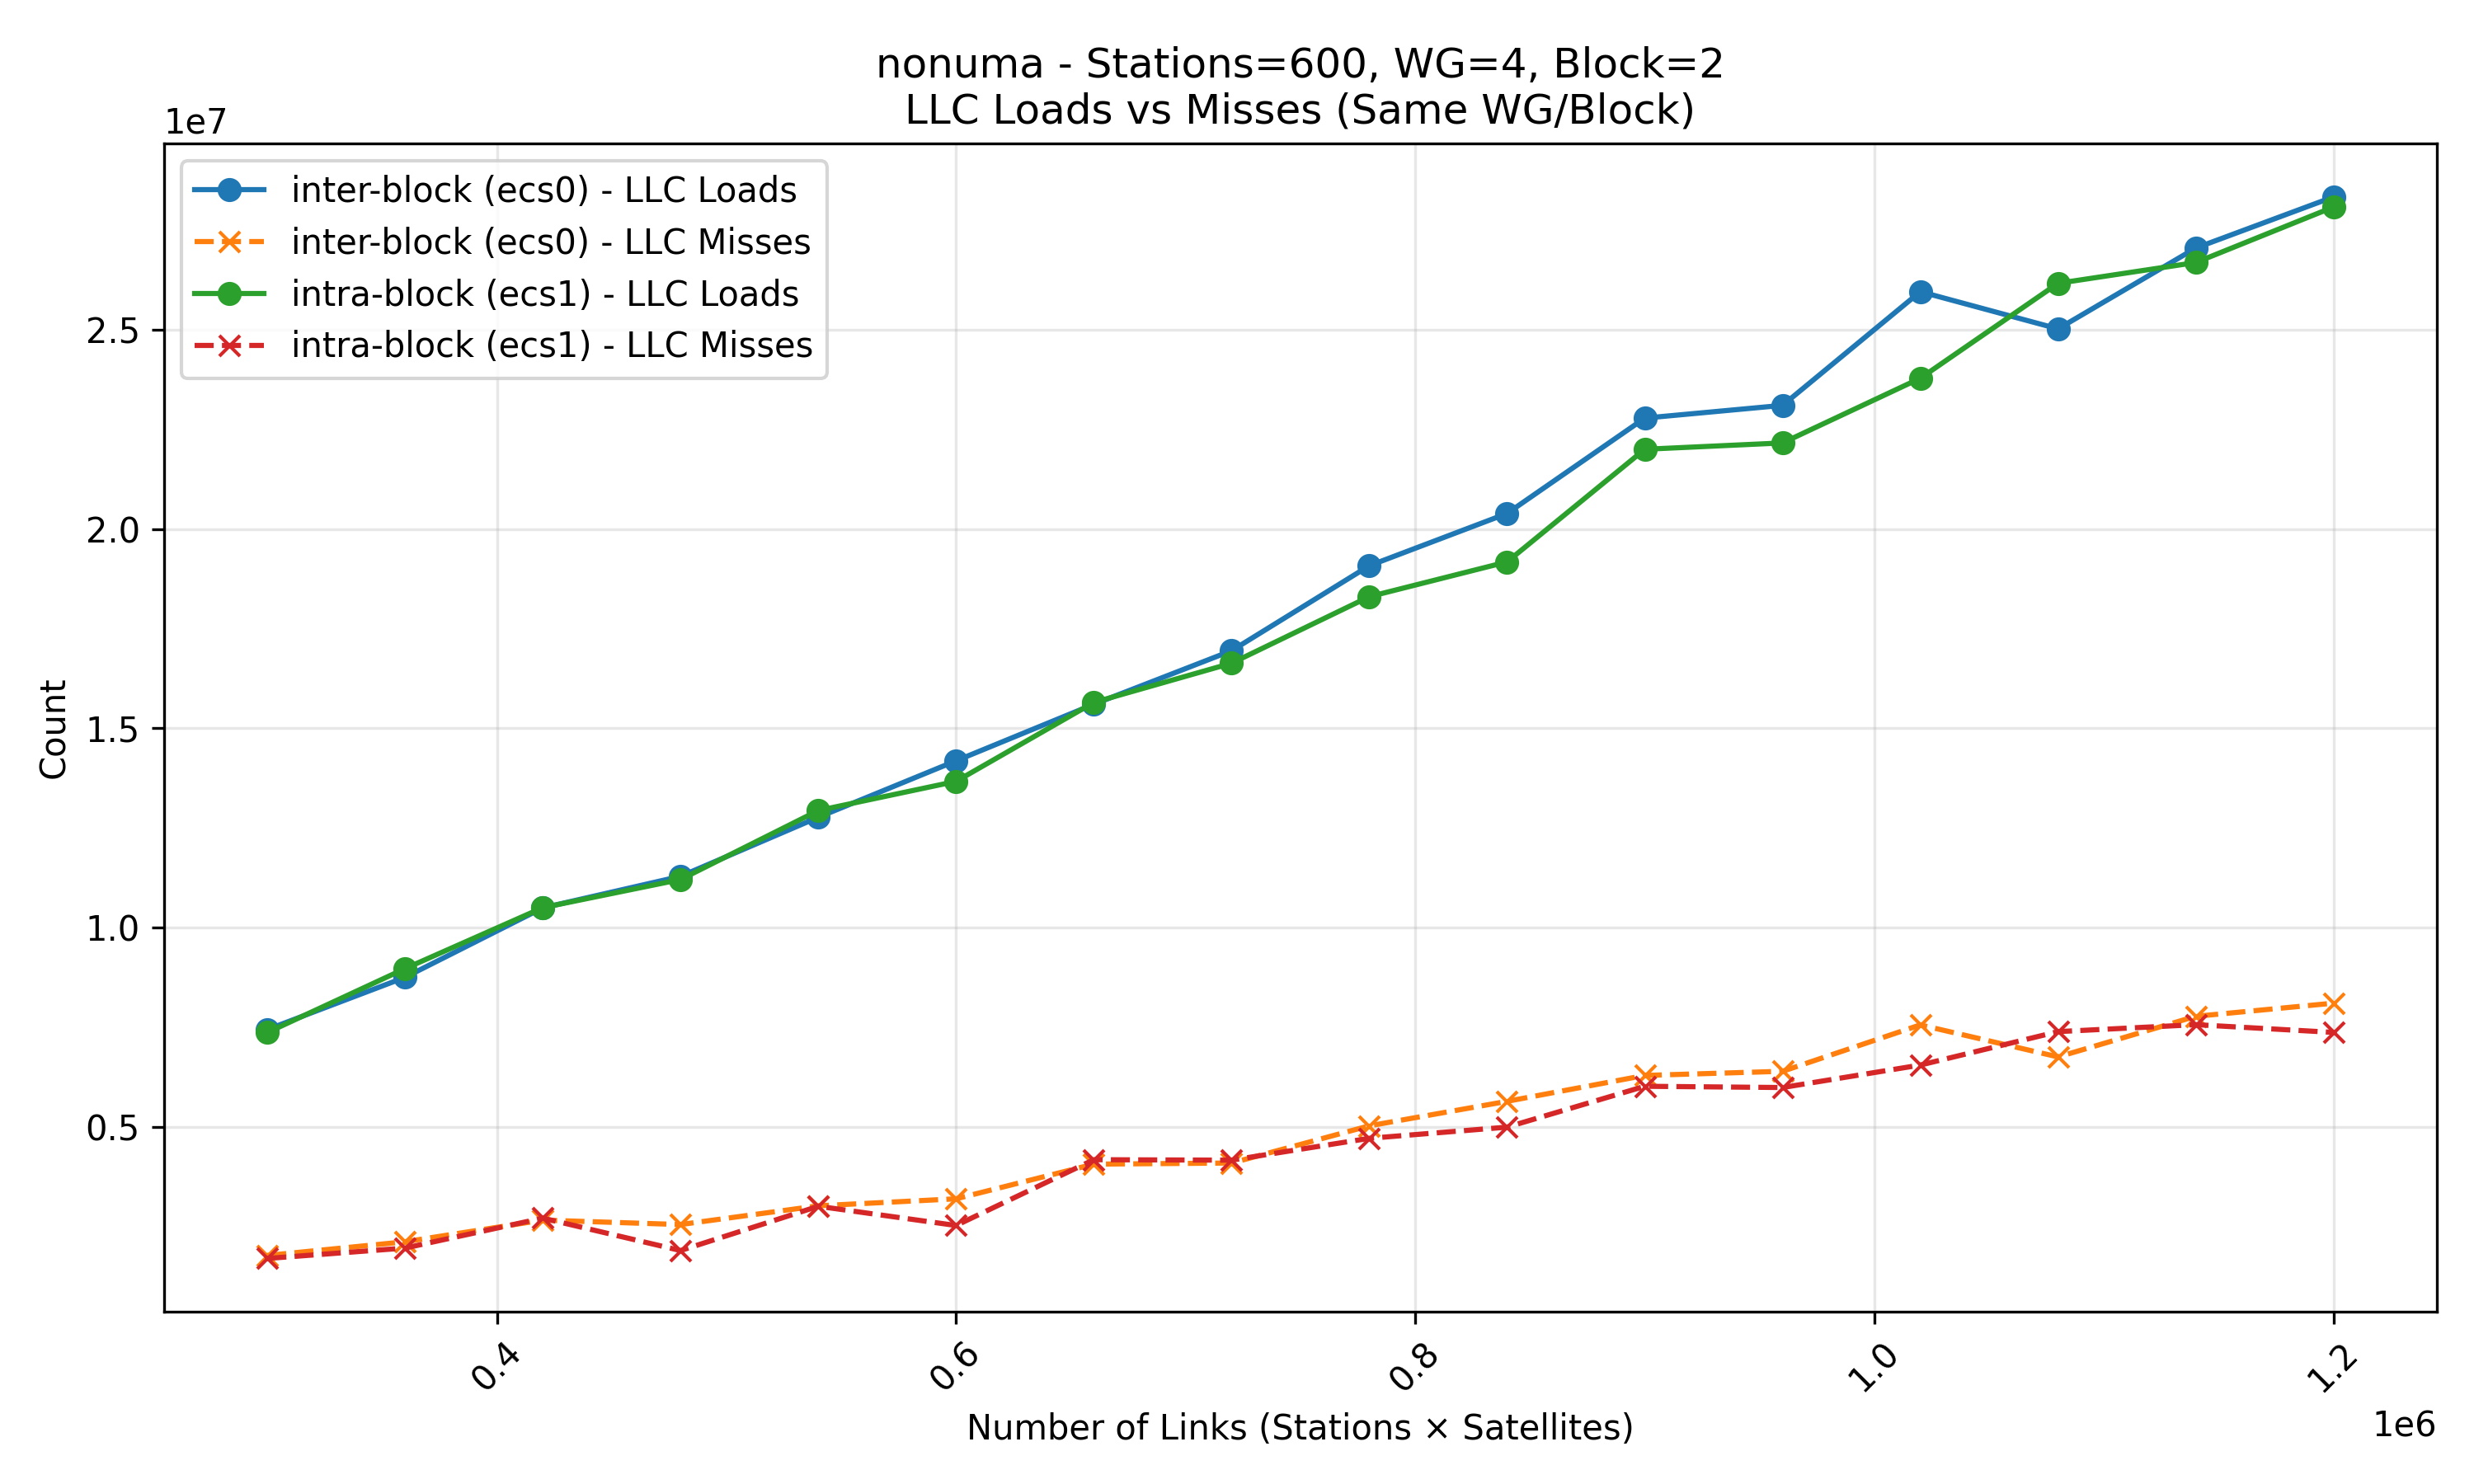 nonuma - Stations=600, WG=4, Block=2
LLC Loads vs Misses (Same WG/Block)
1e7
inter-block (ecs0) - LLC Loads
inter-block (ecs0) - LLC Misses
intra-block (ecs1) - LLC Loads
intra-block (ecs1) - LLC Misses
2.5
2.0
1.5
1.0
0.5
Count
0.4
0.6
0.8
1.0
1.2
Number of Links (Stations × Satellites)
1e6